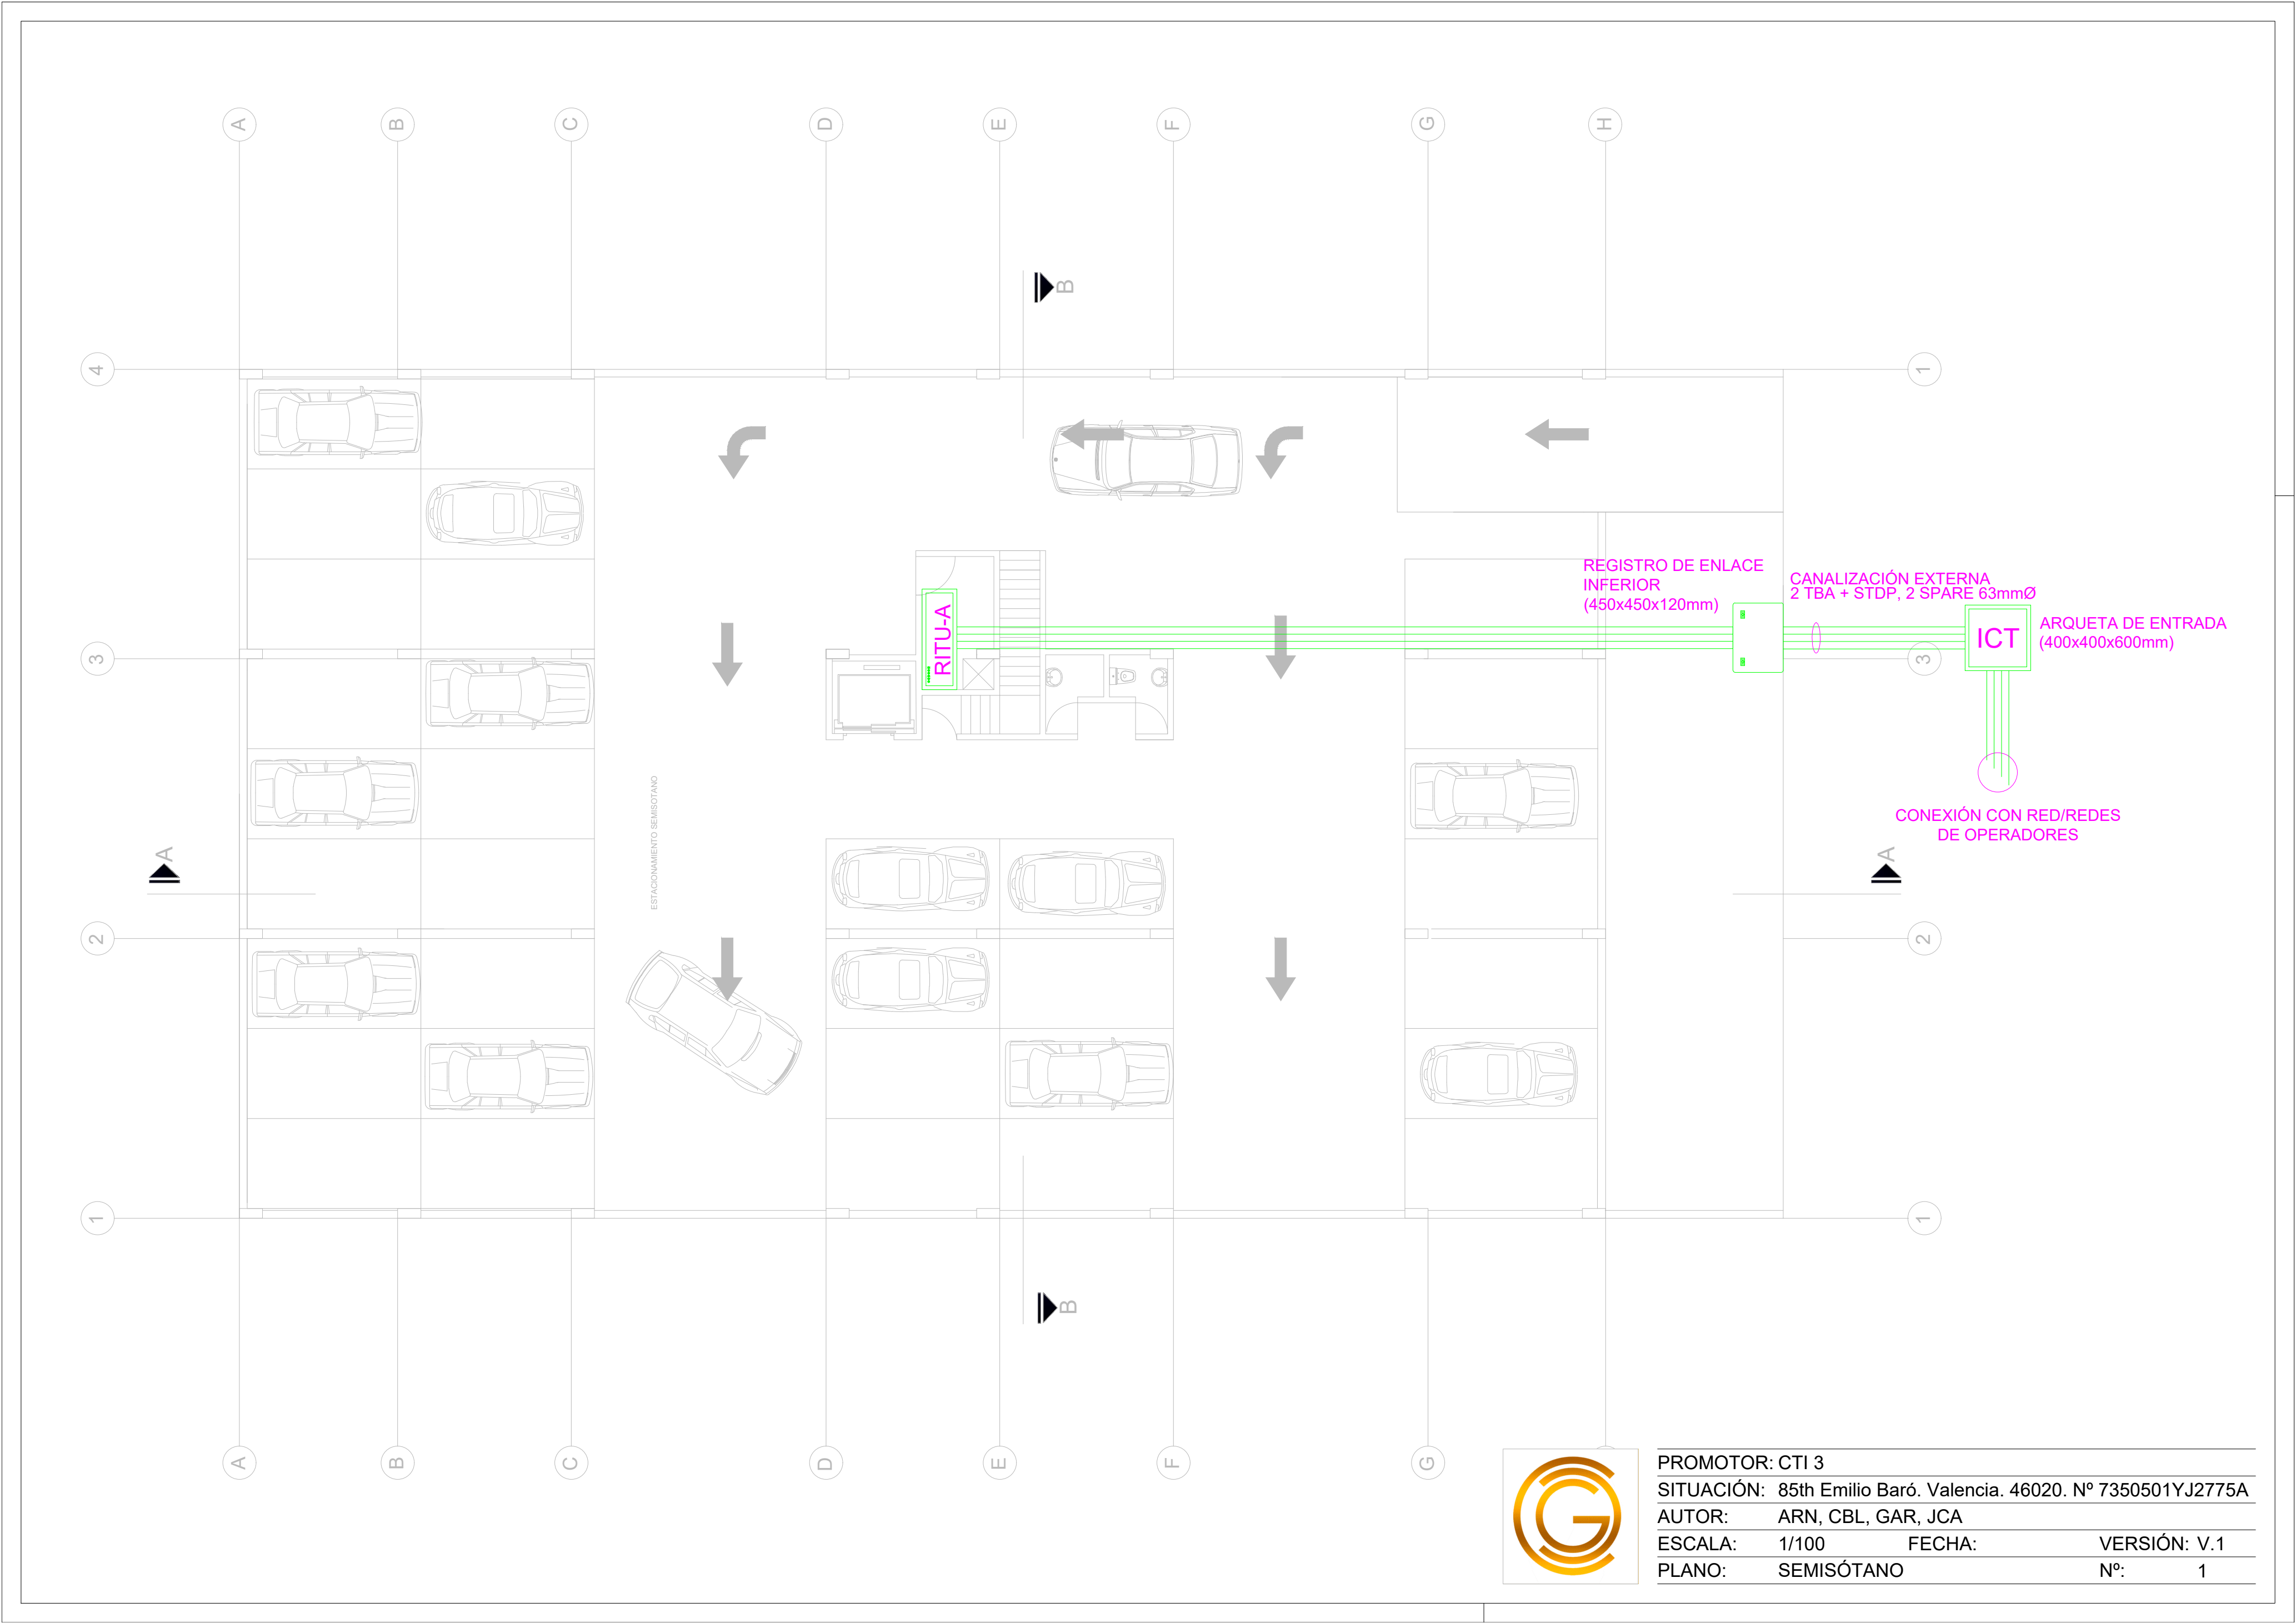 A
B
C
D
E
F
G
H
B
4
1
REGISTRO DE ENLACE
INFERIOR
(450x450x120mm)
CANALIZACIÓN EXTERNA
2 TBA + STDP, 2 SPARE 63mmØ
RITU-A
ICT
ARQUETA DE ENTRADA
(400x400x600mm)
3
3
CONEXIÓN CON RED/REDES
DE OPERADORES
ESTACIONAMIENTO SEMISOTANO
A
A
2
2
1
1
B
A
B
C
D
E
F
G
PROMOTOR: CTI 3
SITUACIÓN: 85th Emilio Baró. Valencia. 46020. Nº 7350501YJ2775A
AUTOR: ARN, CBL, GAR, JCA
ESCALA: 1/100 FECHA: VERSIÓN: V.1
PLANO: SEMISÓTANO Nº: 1